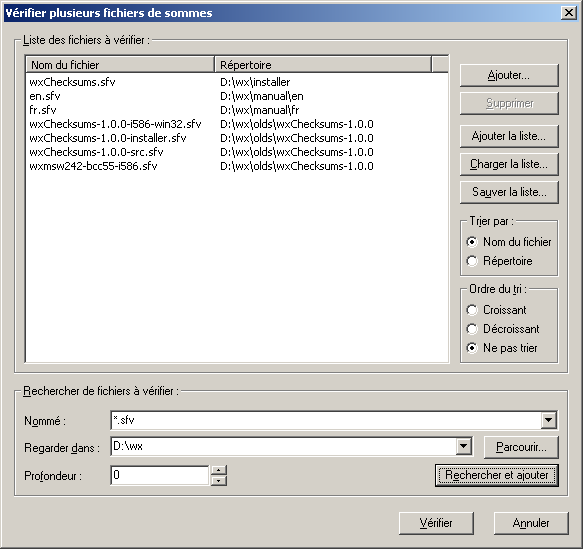 Vérifier plusieurs fichiers de sommes
Liste des fichiers à vérifier :
Nom du fichier Répertoire
wxChecksums.sfv D:\wx\installer
en.sfv D:\wx\manual\en
fr.sfv D:\wx\manual\fr
wxChecksums-1.0.0-i586-win32.sfv D:\wx\olds\wxChecksums-1.0.0
wxChecksums-1.0.0-installer.sfv D:\wx\olds\wxChecksums-1.0.0
wxChecksums-1.0.0-src.sfv D:\wx\olds\wxChecksums-1.0.0
wxmsw242-bcc55-i586.sfv D:\wx\olds\wxChecksums-1.0.0
Ajouter...
Supprimer
Ajouter la liste...
Charger la liste...
Sauver la liste...
Trier par :
Nom du fichier
Répertoire
Ordre du tri :
Croissant
Décroissant
Ne pas trier
Rechercher de fichiers à vérifier :
Nommé : *.sfv
Regarder dans : D:\wx Parcourir...
Profondeur : 0 Rechercher et ajouter
Vérifier Annuler